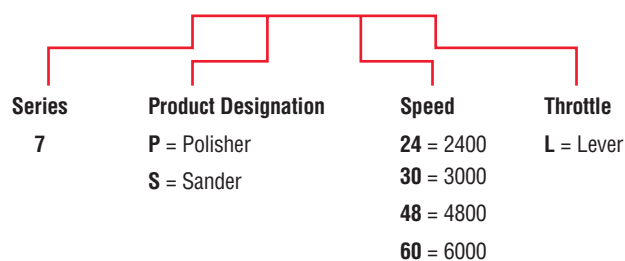 Series Product Designation Speed Throttle
7 P = Polisher 24 = 2400 L = Lever
S = Sander 30 = 3000
48 = 4800
60 = 6000